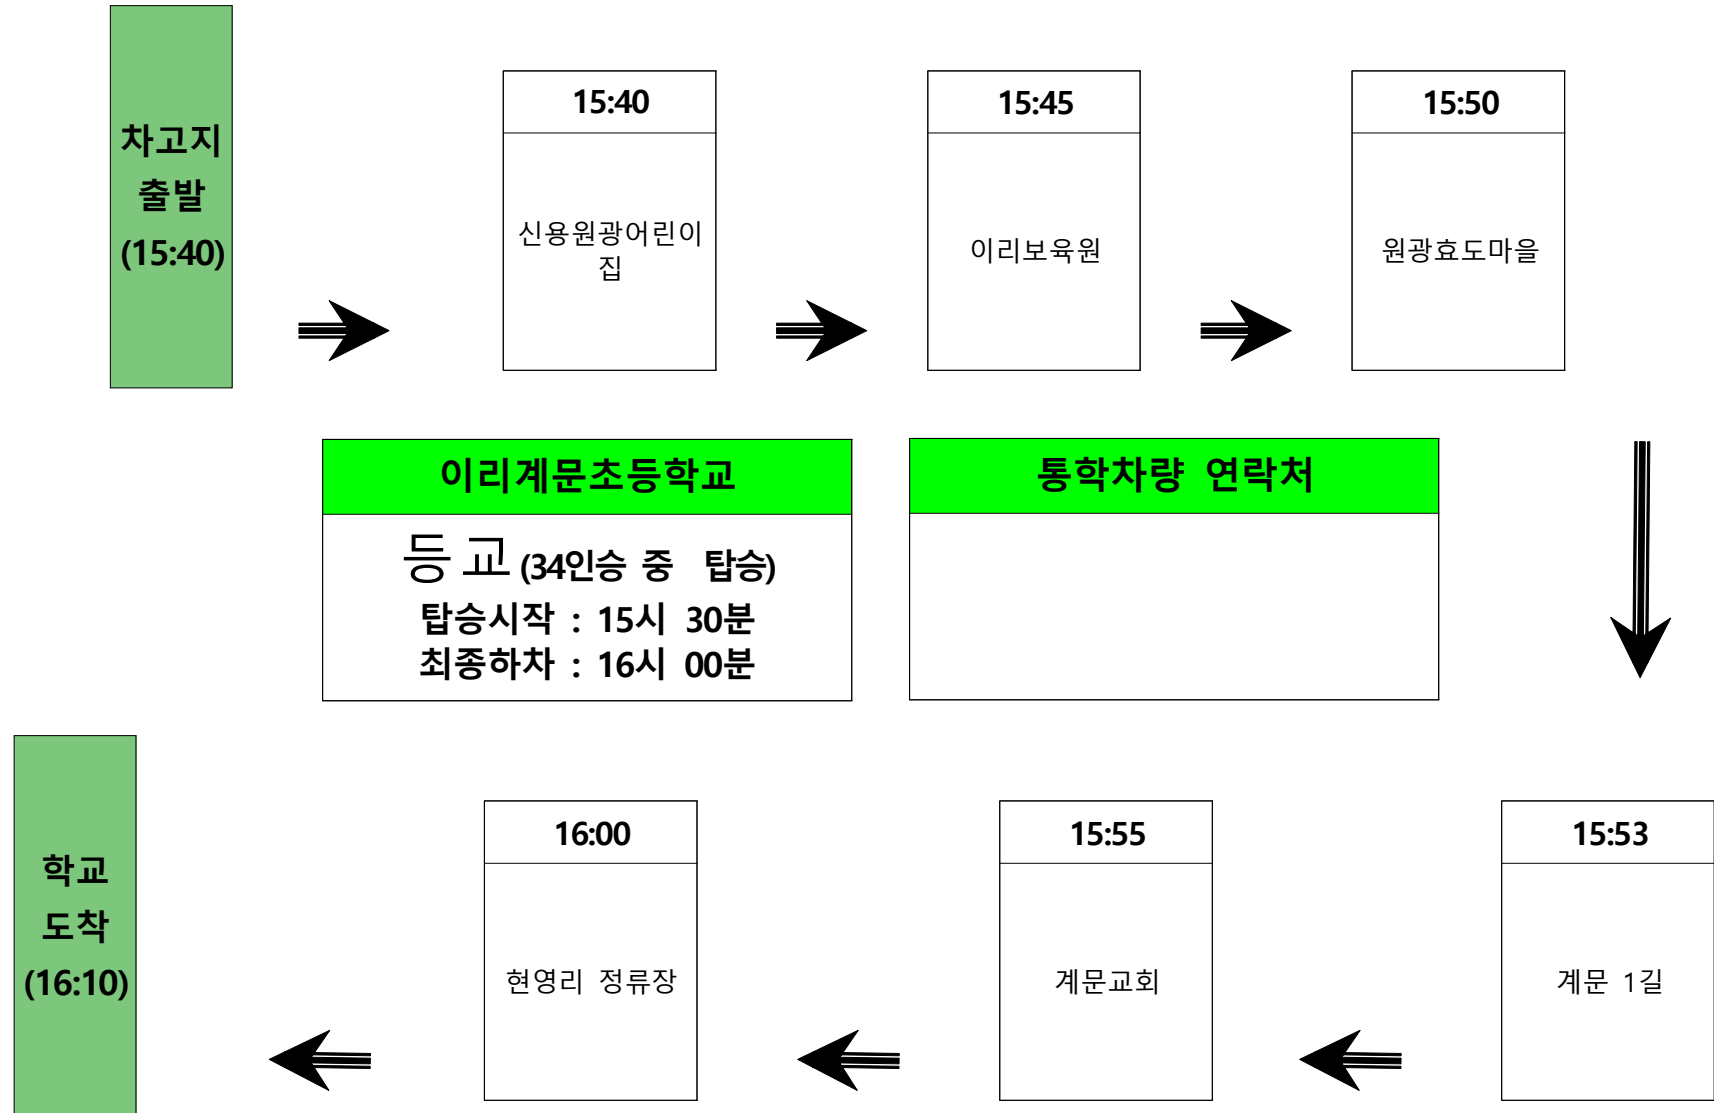 차고지
출발
(15:40)
15:40
신용원광어린이
집
15:45
이리보육원
15:50
원광효도마을
이리계문초등학교
등교(34인승 중 탑승)
탑승시작 : 15시 30분
최종하차 : 16시 00분
통학차량 연락처
15:53
계문 1길
15:55
계문교회
16:00
현영리 정류장
학교
도착
(16:10)